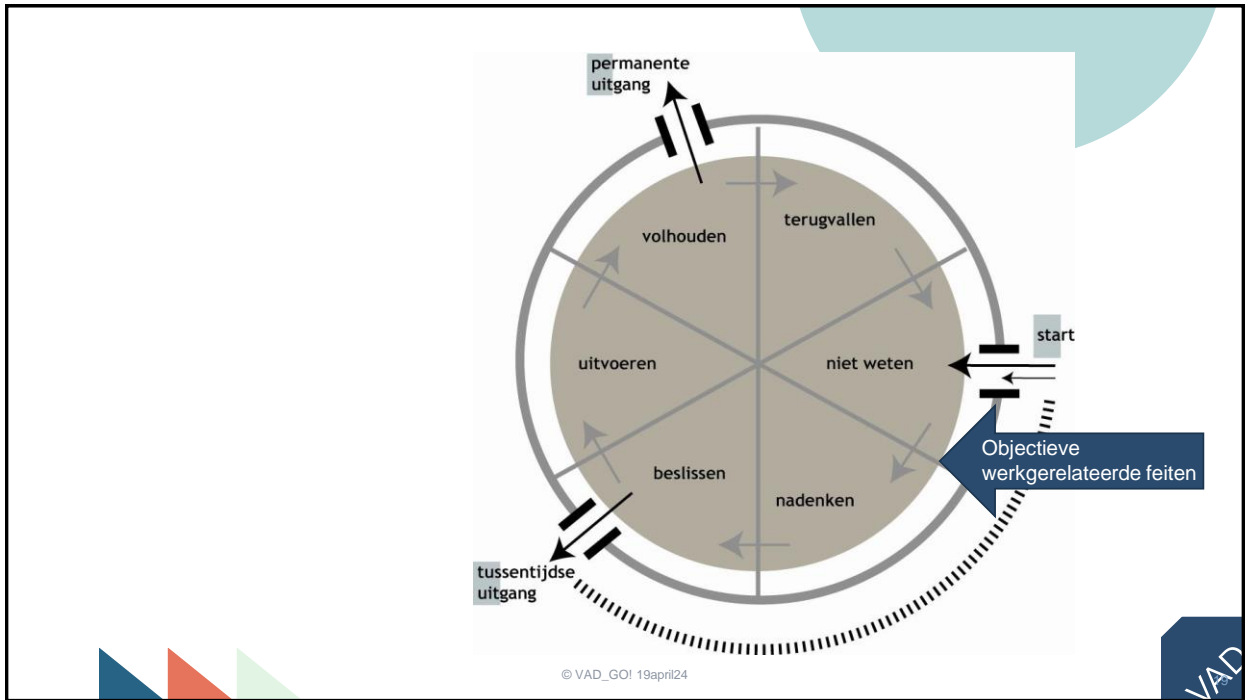 permanente
uitgang
terugvallen
volhouden
start
uitvoeren
niet weten
Objectieve
werkgerelateerde feiten
beslissen
nadenken
tussentijdse
uitgang
© VAD_GO! 19april24
VAD